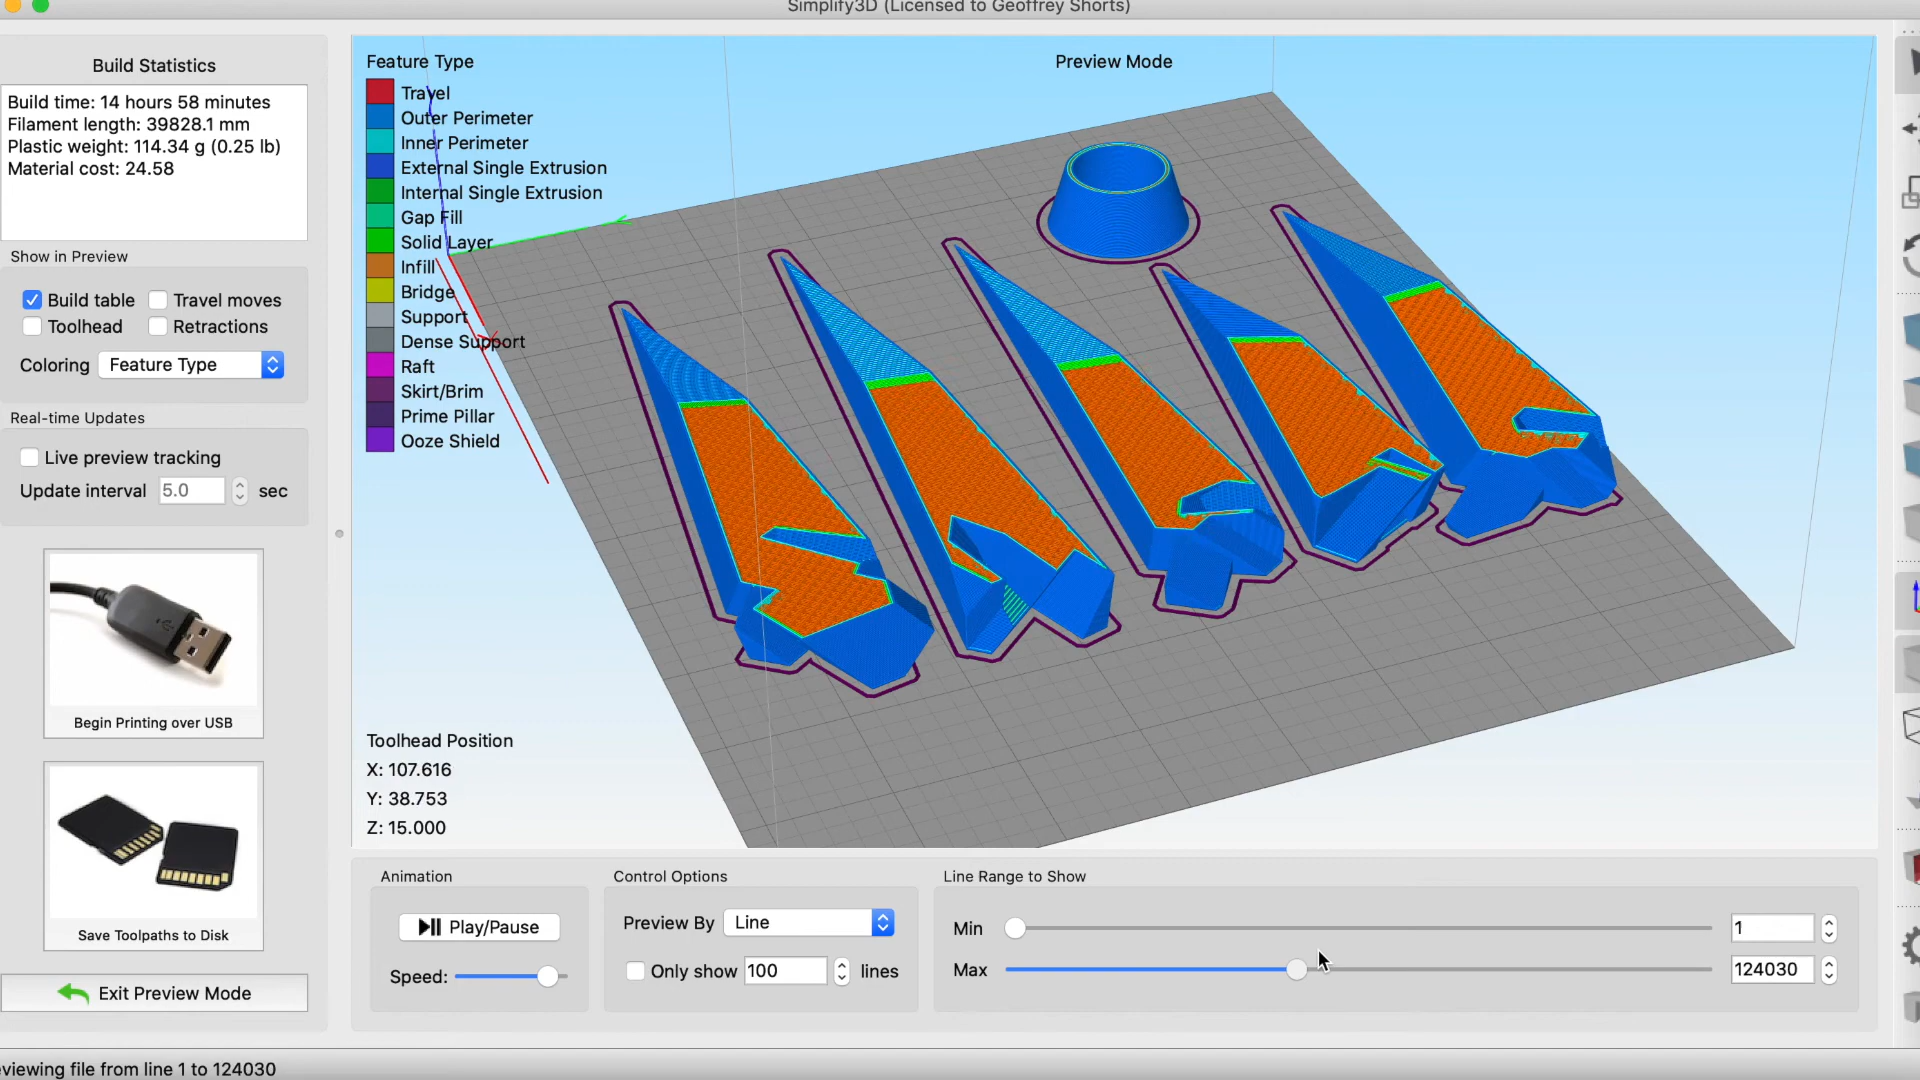 Simplify3D (Licensed to Geoffrey Shorts)
Build Statistics
Build time: 14 hours 58 minutes
Filament length: 39828.1 mm
Plastic weight: 114.34 g (0.25 lb)
Material cost: 24.58
Show in Preview
Build table
Travel moves
Toolhead
Retractions
Coloring
Feature Type
Real-time Updates
Live preview tracking
Update interval
5.0
sec
Begin Printing over USB
Save Toolpaths to Disk
Exit Preview Mode
Feature Type
Travel
Outer Perimeter
Inner Perimeter
External Single Extrusion
Internal Single Extrusion
Gap Fill
Solid Layer
Infill
Bridge
Support
Dense Support
Raft
Skirt/Brim
Prime Pillar
Ooze Shield
Preview Mode
Toolhead Position
X: 107.616
Y: 38.753
Z: 15.000
Animation
Play/Pause
Speed:
Control Options
Preview By
Line
Only show
100
lines
Line Range to Show
Min
1
Max
124030
eviewing file from line 1 to 124030